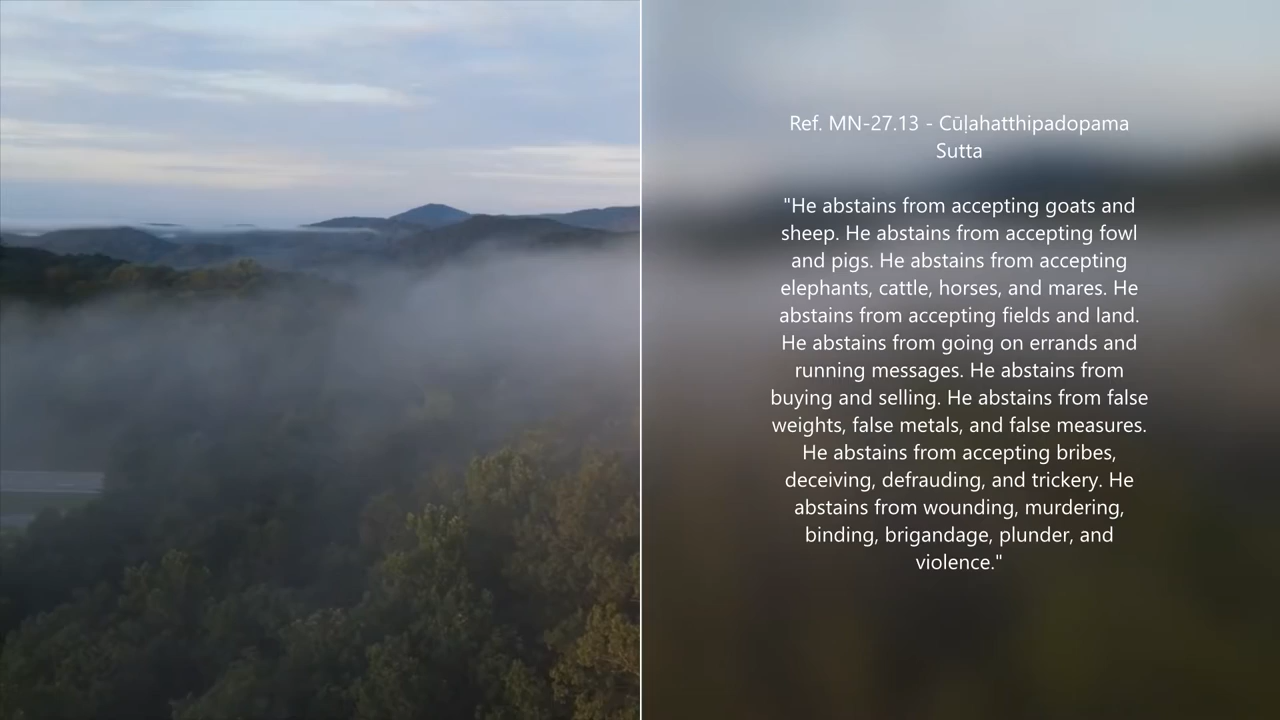 Ref. MN-27.13 - Cūḷahatthipadopama
Sutta
"He abstains from accepting goats and
sheep. He abstains from accepting fowl
and pigs. He abstains from accepting
elephants, cattle, horses, and mares. He
abstains from accepting fields and land.
He abstains from going on errands and
running messages. He abstains from
buying and selling. He abstains from false
weights, false metals, and false measures.
He abstains from accepting bribes,
deceiving, defrauding, and trickery. He
abstains from wounding, murdering,
binding, brigandage, plunder, and
violence."